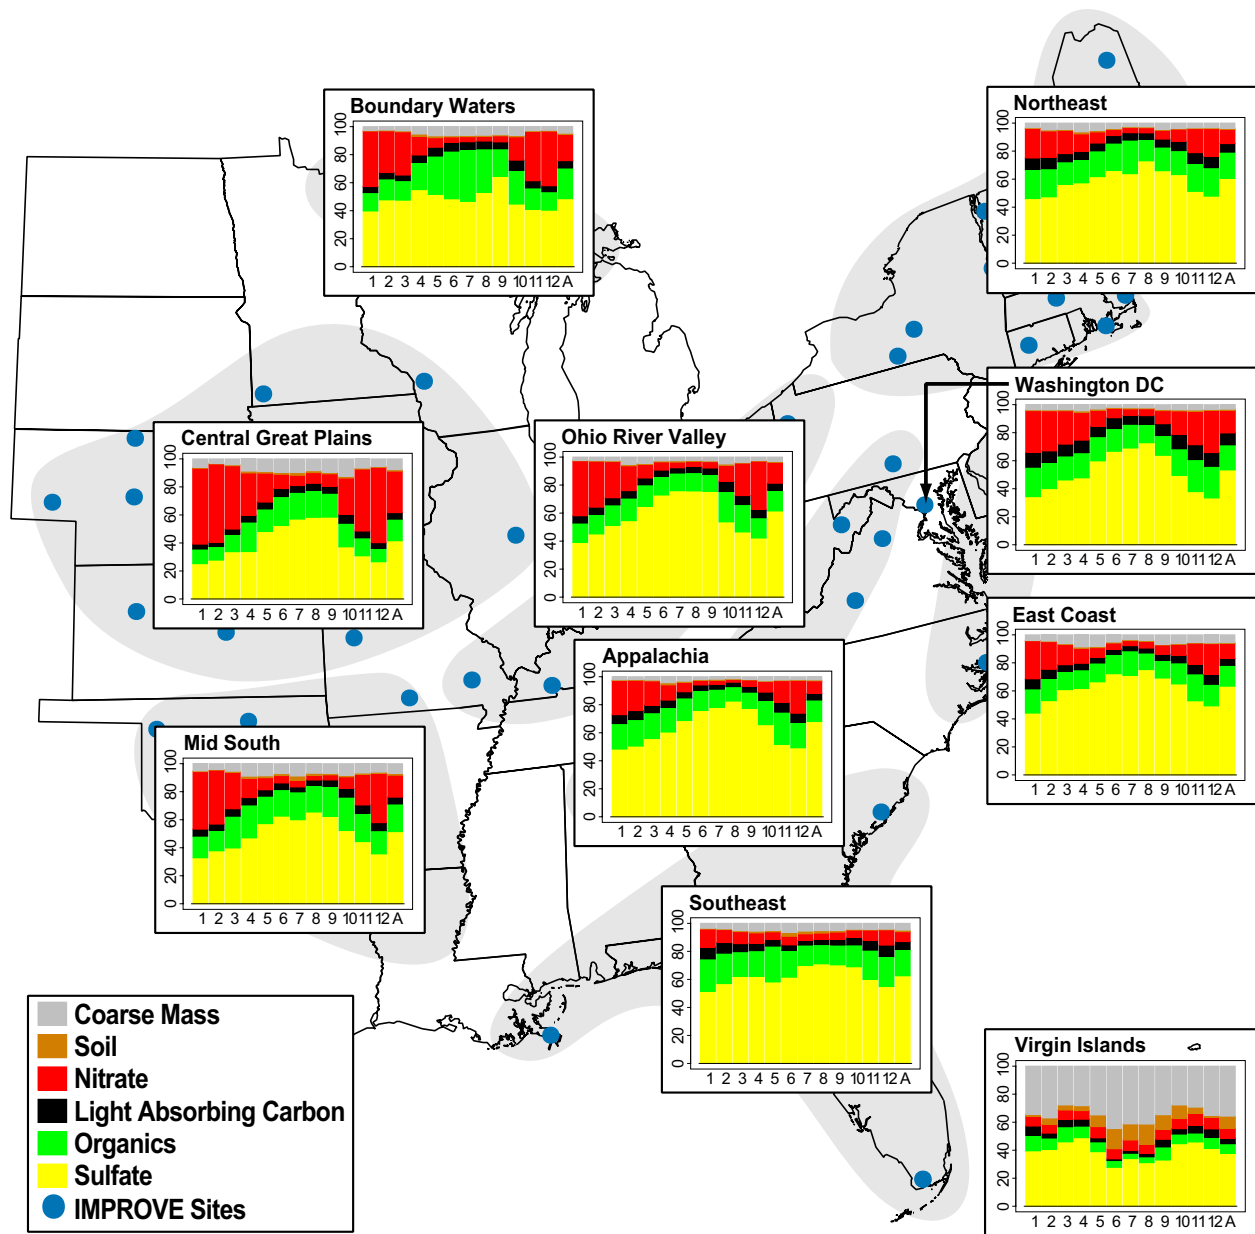 Boundary Waters
100
80
60
40
20
0
1 2 3 4 5 6 7 8 9 10 11 12 A
Northeast
100
80
60
40
20
0
1 2 3 4 5 6 7 8 9 10 11 12 A
Washington DC
100
80
60
40
20
0
1 2 3 4 5 6 7 8 9 10 11 12 A
Central Great Plains
100
80
60
40
20
0
1 2 3 4 5 6 7 8 9 10 11 12 A
Ohio River Valley
100
80
60
40
20
0
1 2 3 4 5 6 7 8 9 10 11 12 A
East Coast
100
80
60
40
20
0
1 2 3 4 5 6 7 8 9 10 11 12 A
Appalachia
100
80
60
40
20
0
1 2 3 4 5 6 7 8 9 10 11 12 A
Mid South
100
80
60
40
20
0
1 2 3 4 5 6 7 8 9 10 11 12 A
Southeast
100
80
60
40
20
0
1 2 3 4 5 6 7 8 9 10 11 12 A
Virgin Islands
100
80
60
40
20
0
1 2 3 4 5 6 7 8 9 10 11 12 A
Coarse Mass
Soil
Nitrate
Light Absorbing Carbon
Organics
Sulfate
IMPROVE Sites